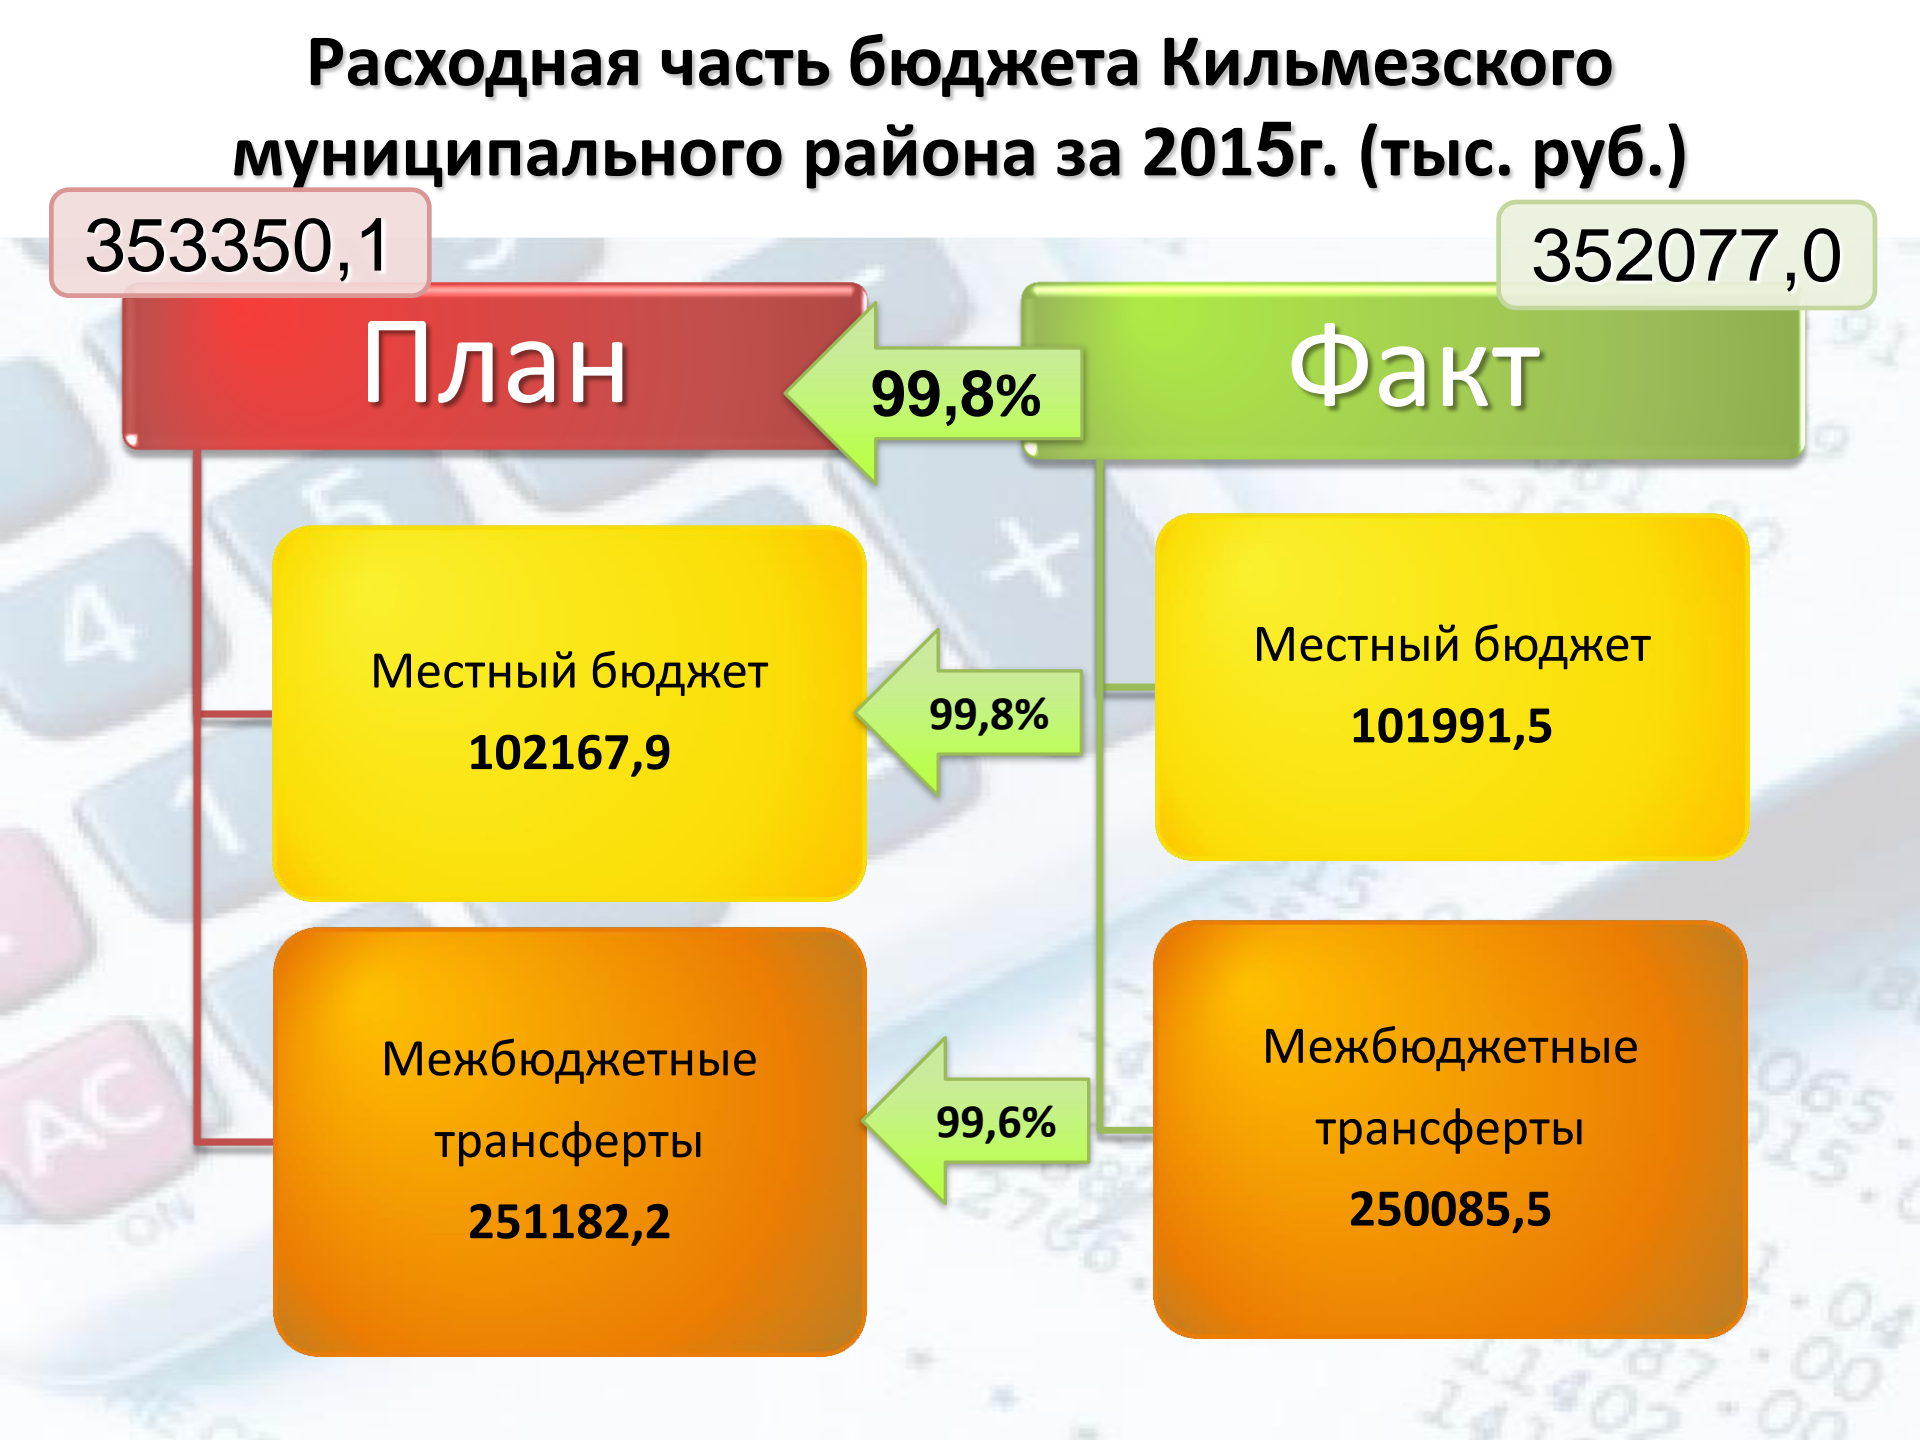 Расходная часть бюджета Кильмезского
муниципального района за 2015г. (тыс. руб.)
353350,1
352077,0
План
99,8%
Факт
Местный бюджет
102167,9
99,8%
Местный бюджет
101991,5
Межбюджетные
трансферты
251182,2
99,6%
Межбюджетные
трансферты
250085,5